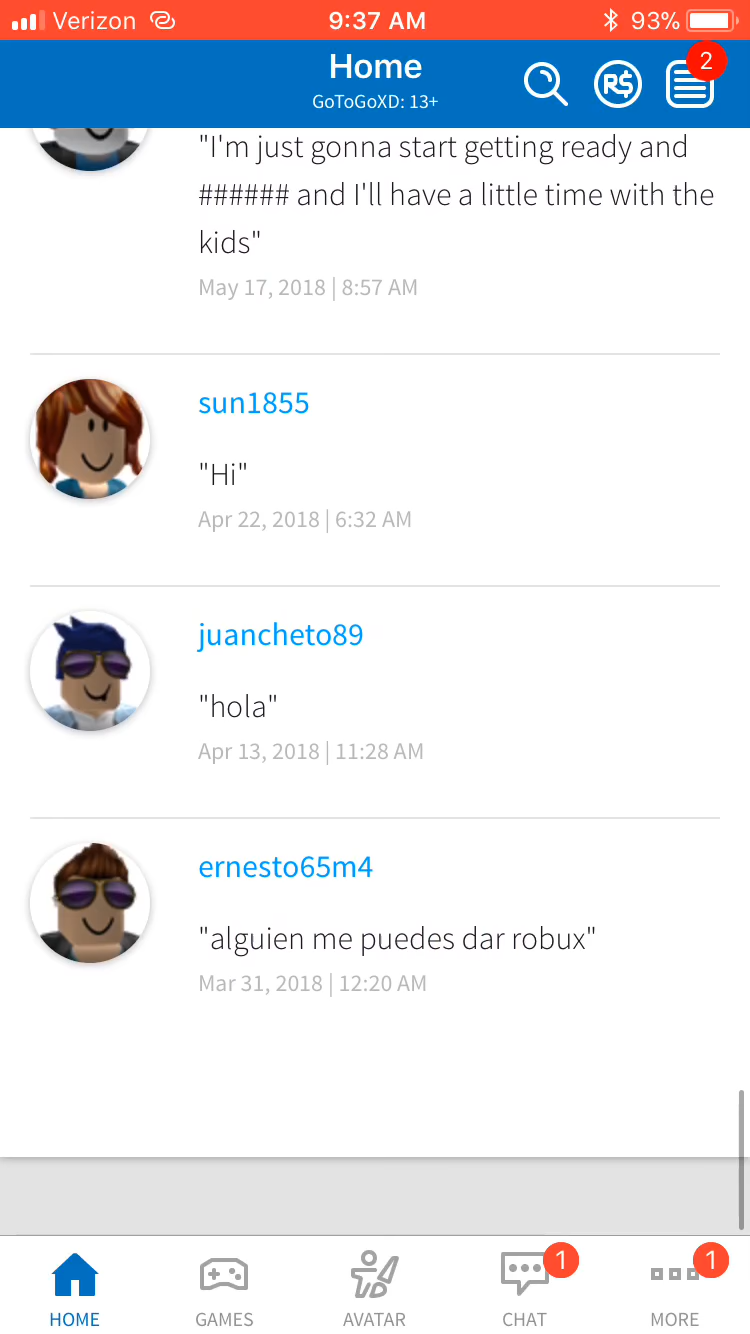 Verizon 9:37 AM 93%
Home
GoToGoXD: 13+
R$
2
"I'm just gonna start getting ready and
###### and I'll have a little time with the
kids"
May 17, 2018 | 8:57 AM
sun1855
"Hi"
Apr 22, 2018 | 6:32 AM
juancheto89
"hola"
Apr 13, 2018 | 11:28 AM
ernesto65m4
"alguien me puedes dar robux"
Mar 31, 2018 | 12:20 AM
1 1
HOME GAMES AVATAR CHAT MORE